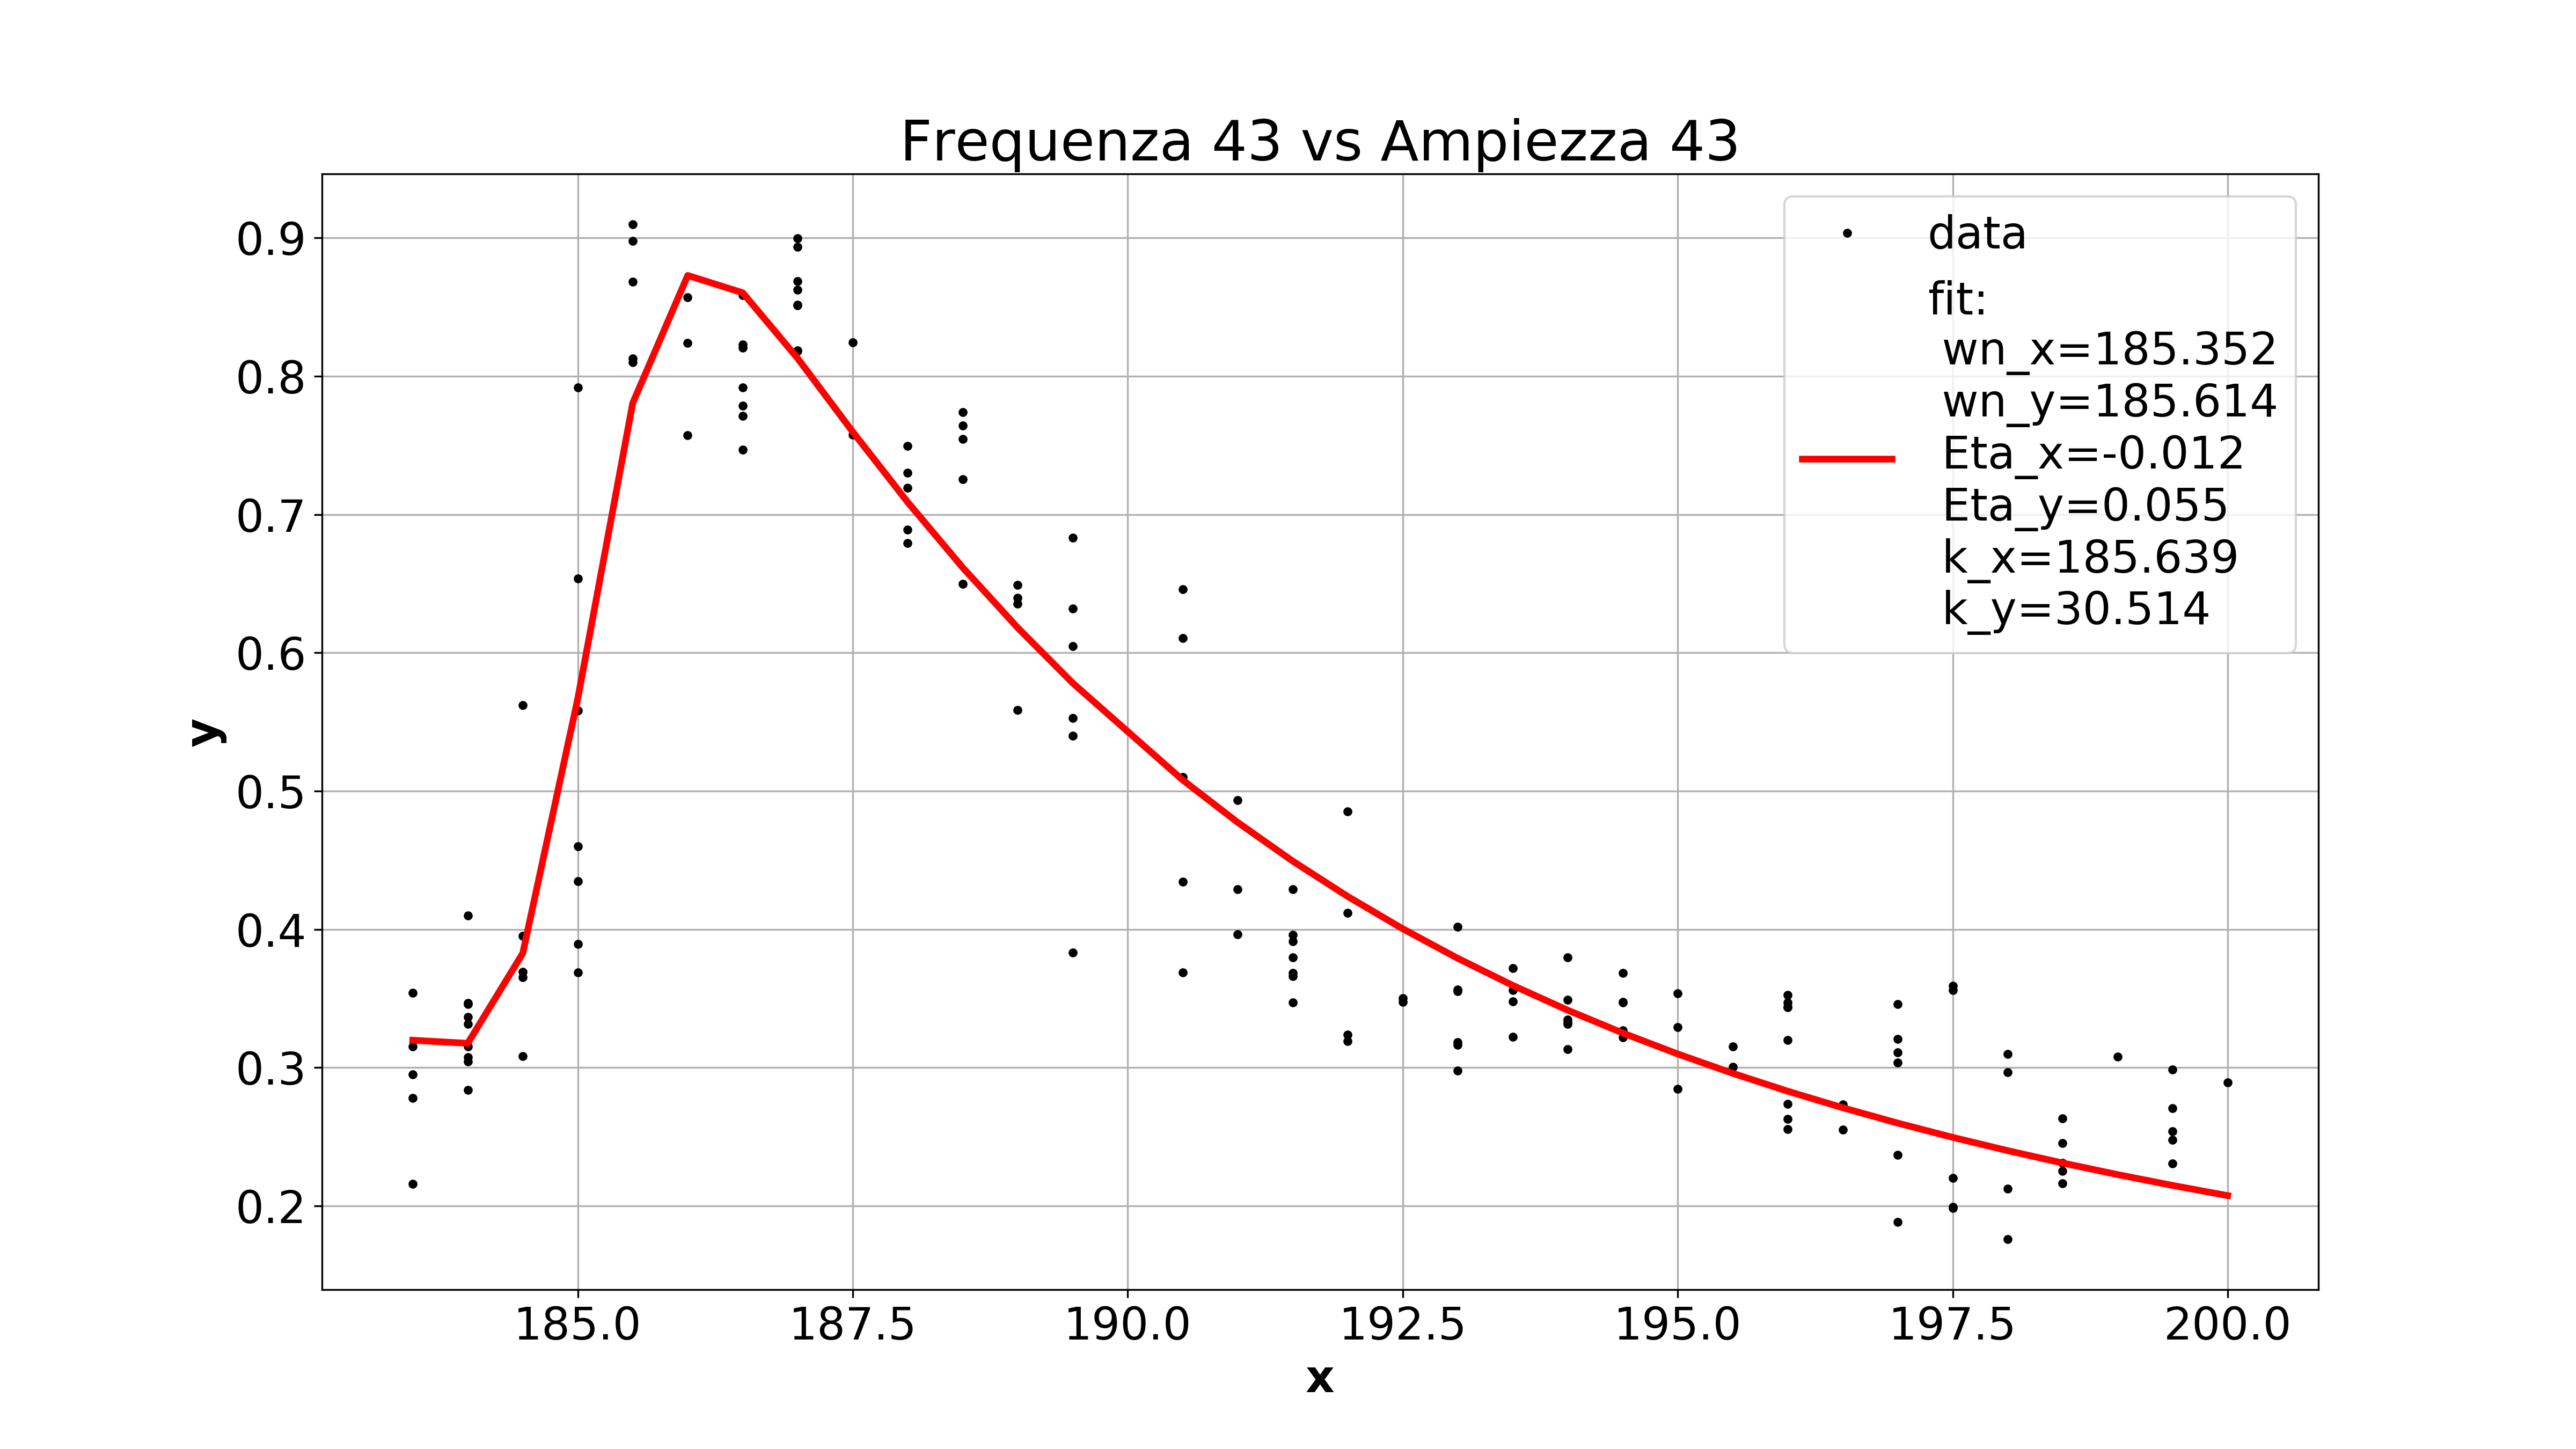 Frequenza 43 vs Ampiezza 43
data
fit:
wn_x=185.352
wn_y=185.614
Eta_x=-0.012
Eta_y=0.055
k_x=185.639
k_y=30.514
0.9
0.8
0.7
0.6
0.5
0.4
0.3
0.2
y
185.0 187.5 190.0 192.5 195.0 197.5 200.0
x